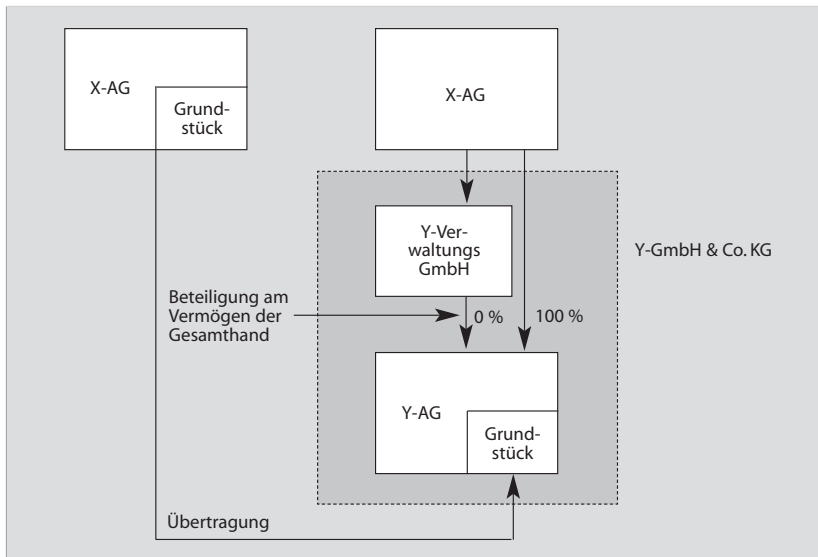 X-AG
Grund-
stück
X-AG
Y-Ver-
waltungs
GmbH
Y-GmbH & Co. KG
Beteiligung am
Vermögen der
Gesamthand
0 %
100 %
Y-AG
Grund-
stück
Übertragung